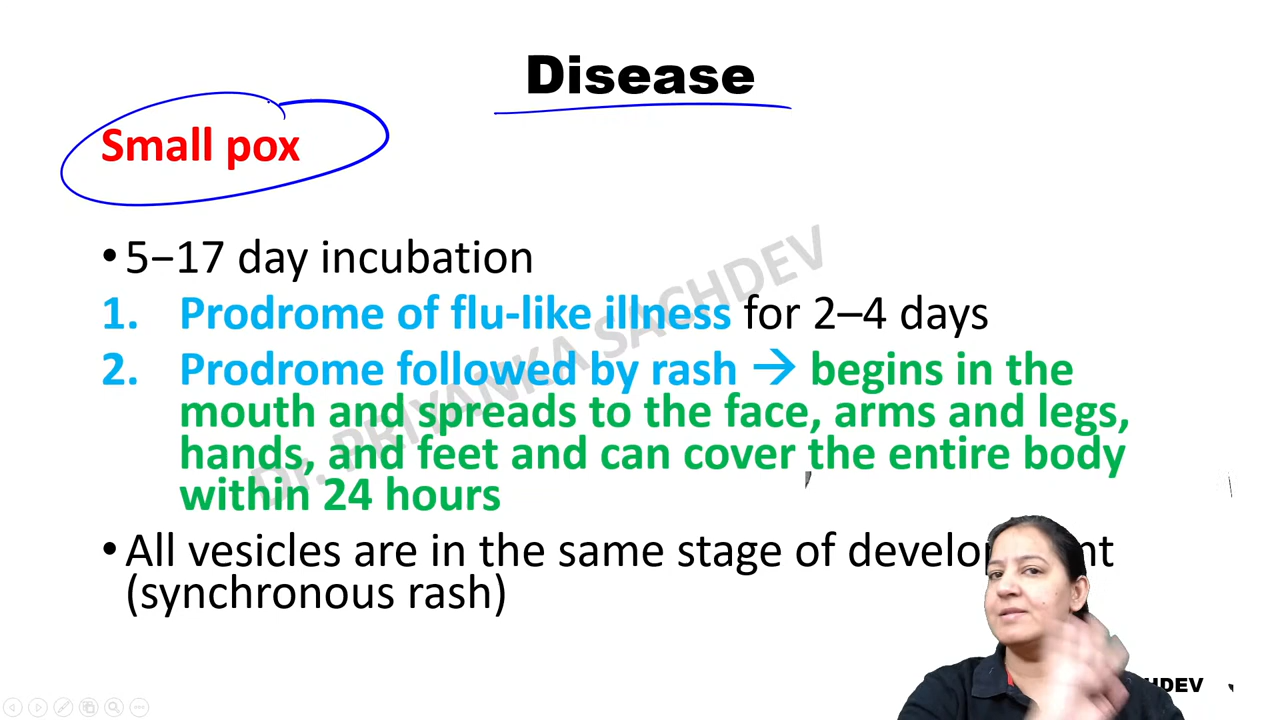 Disease
Small pox
•5–17 day incubation
1. Prodrome of flu-like illness for 2–4 days
2. Prodrome followed by rash → begins in the
mouth and spreads to the face, arms and legs,
hands, and feet and can cover the entire body
within 24 hours
•All vesicles are in the same stage of
(synchronous rash)
Dr. PRIYANKA SACHDEV